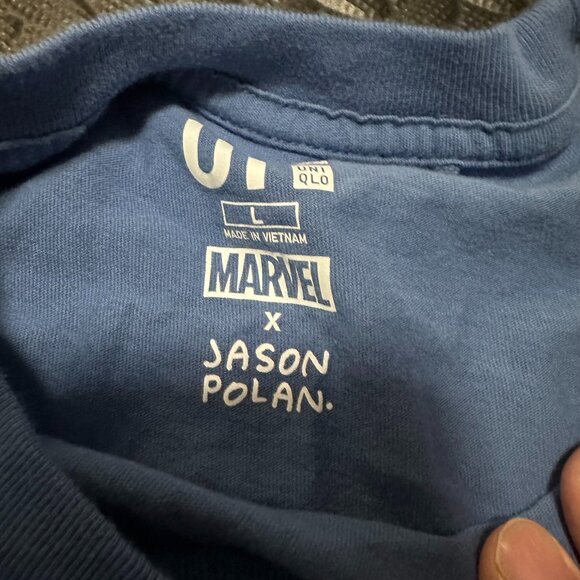 UT
UNI
QLO
L
MADE IN VIETNAM
MARVEL
X
JASON
POLAN.